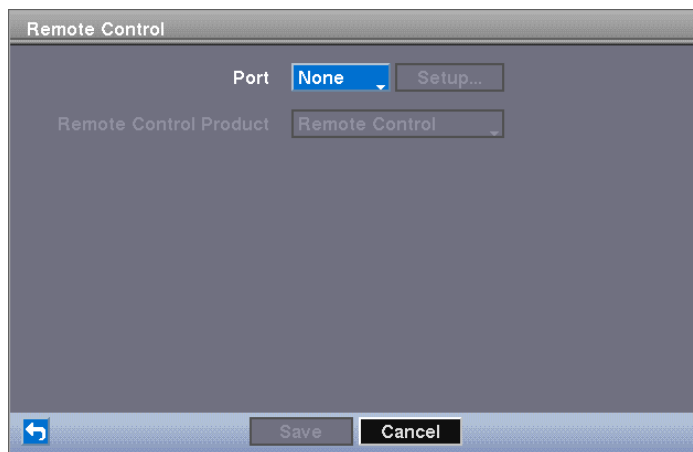 Remote Control
Port None Setup...
Remote Control Product Remote Control
Save Cancel